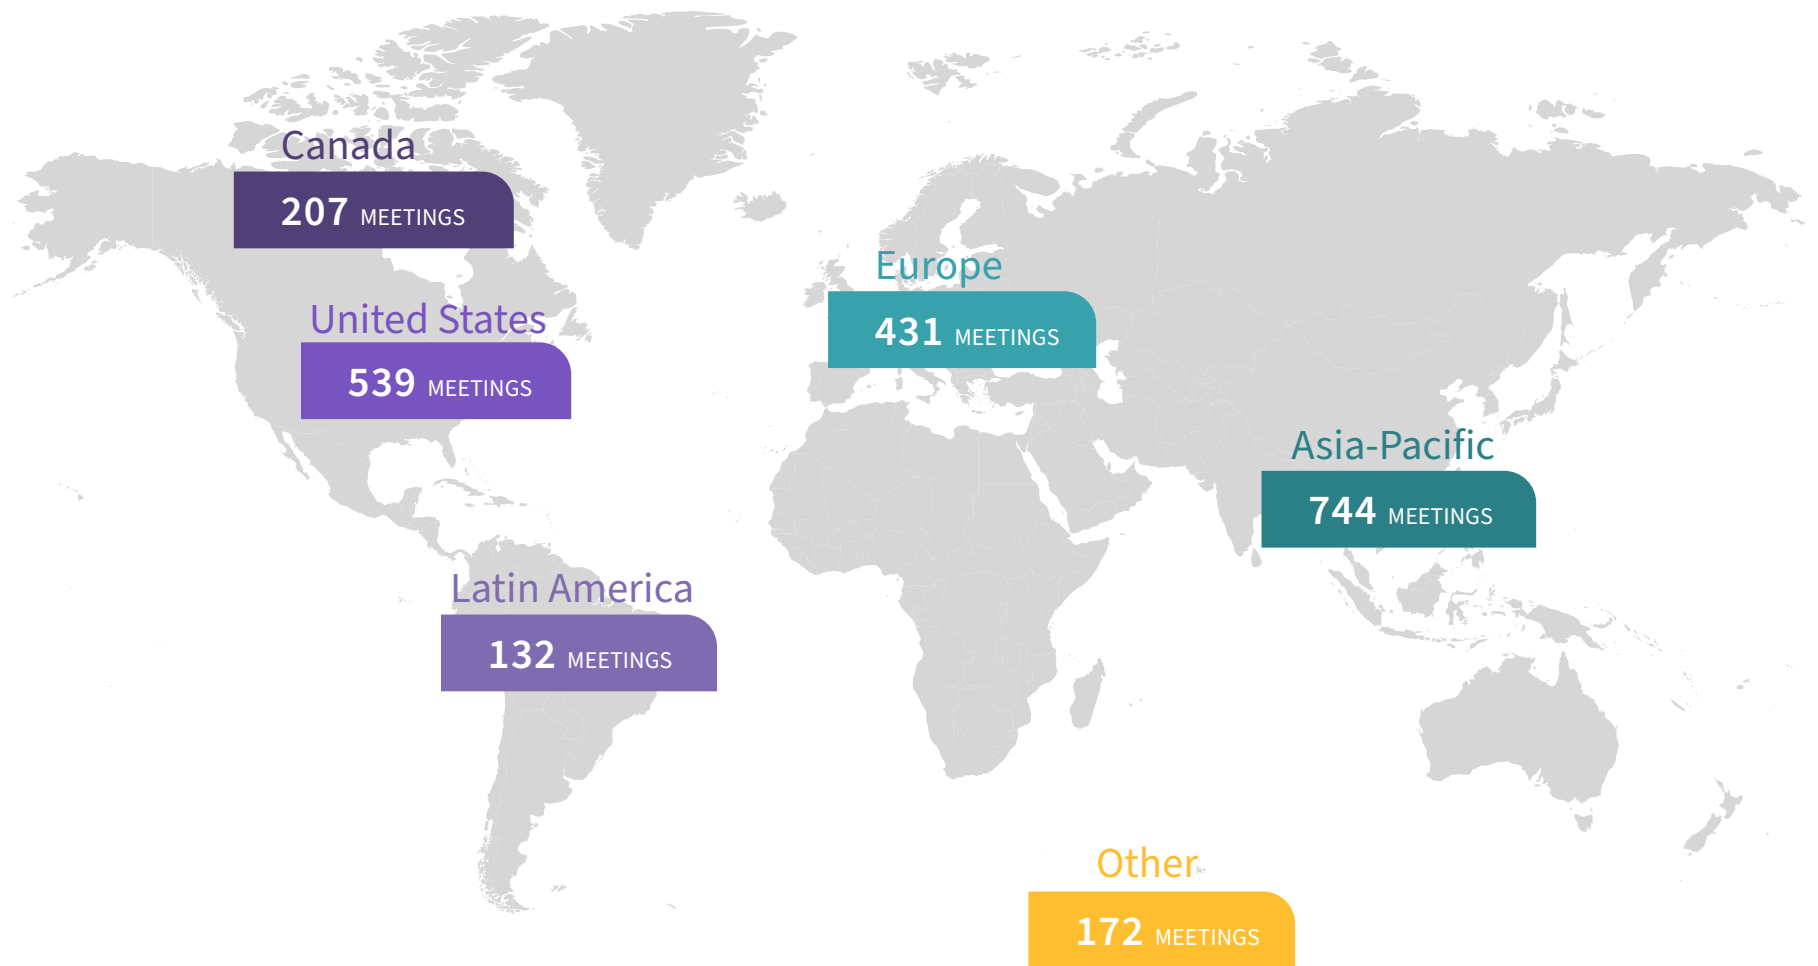 Canada
207 MEETINGS
United States
539 MEETINGS
Europe
431 MEETINGS
Asia-Pacific
744 MEETINGS
Latin America
132 MEETINGS
Other
172 MEETINGS